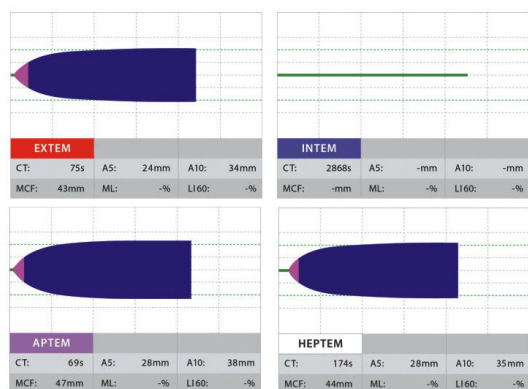 EXTEM
CT: 75s A5: 24mm A10: 34mm
MCF: 43mm ML: -% LI60: -%
INTEM
CT: 2868s A5: -mm A10: -mm
MCF: -mm ML: -% LI60: -%
APTEM
CT: 69s A5: 28mm A10: 38mm
MCF: 47mm ML: -% LI60: -%
HEPTEM
CT: 174s A5: 28mm A10: 35mm
MCF: 44mm ML: -% LI60: -%